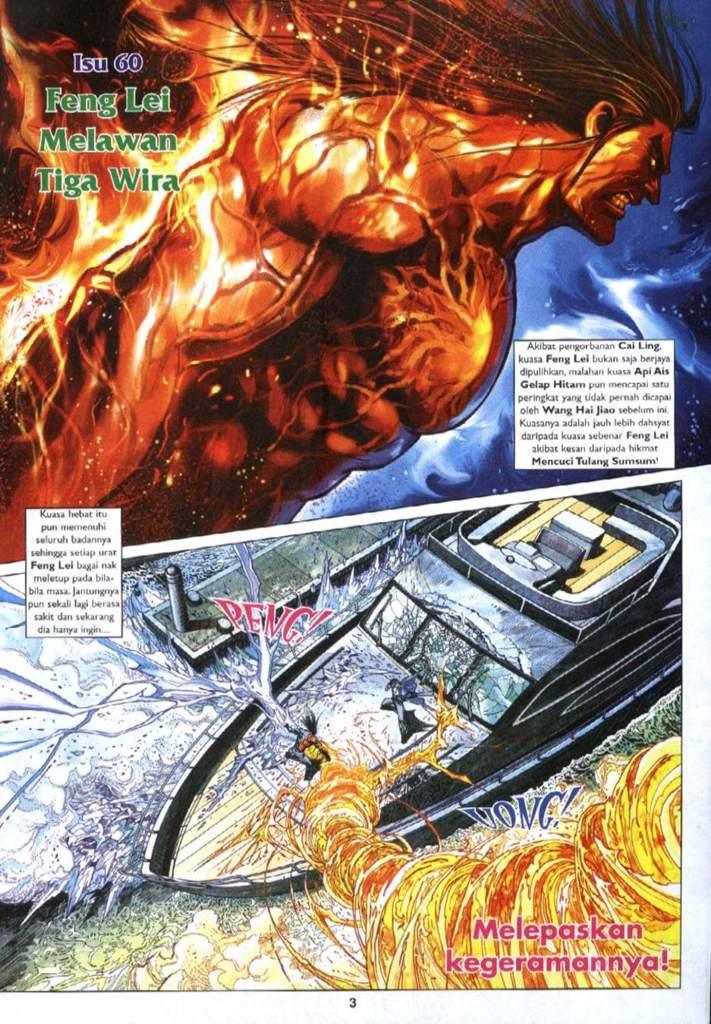 Isu 60
Feng Lei
Melawan
Tiga Wira
Akibat pengorbanan Cai Ling,
kuasa Feng Lei bukan saja berjaya
dipulihkan, malahan kuasa Api Ais
Gelap Hitam pun mencapai satu
peringkat yang tidak pernah dicapai
oleh Wang Hai Jiao sebelum ini.
Kuasanya adalah jauh lebih dahsyat
daripada kuasa sebenar Feng Lei
akibat kesan daripada hikmat
Mencuci Tulang Sumsum!
Kuasa hebat itu
pun memenuhi
seluruh badannya
sehingga setiap urat
Feng Lei bagai nak
meletup pada bila-
bila masa. Jantungnya
pun sekali lagi berasa
sakit dan sekarang
dia hanya ingin....
PENG!
DONG!
Melepaskan
kegeramannya!
3